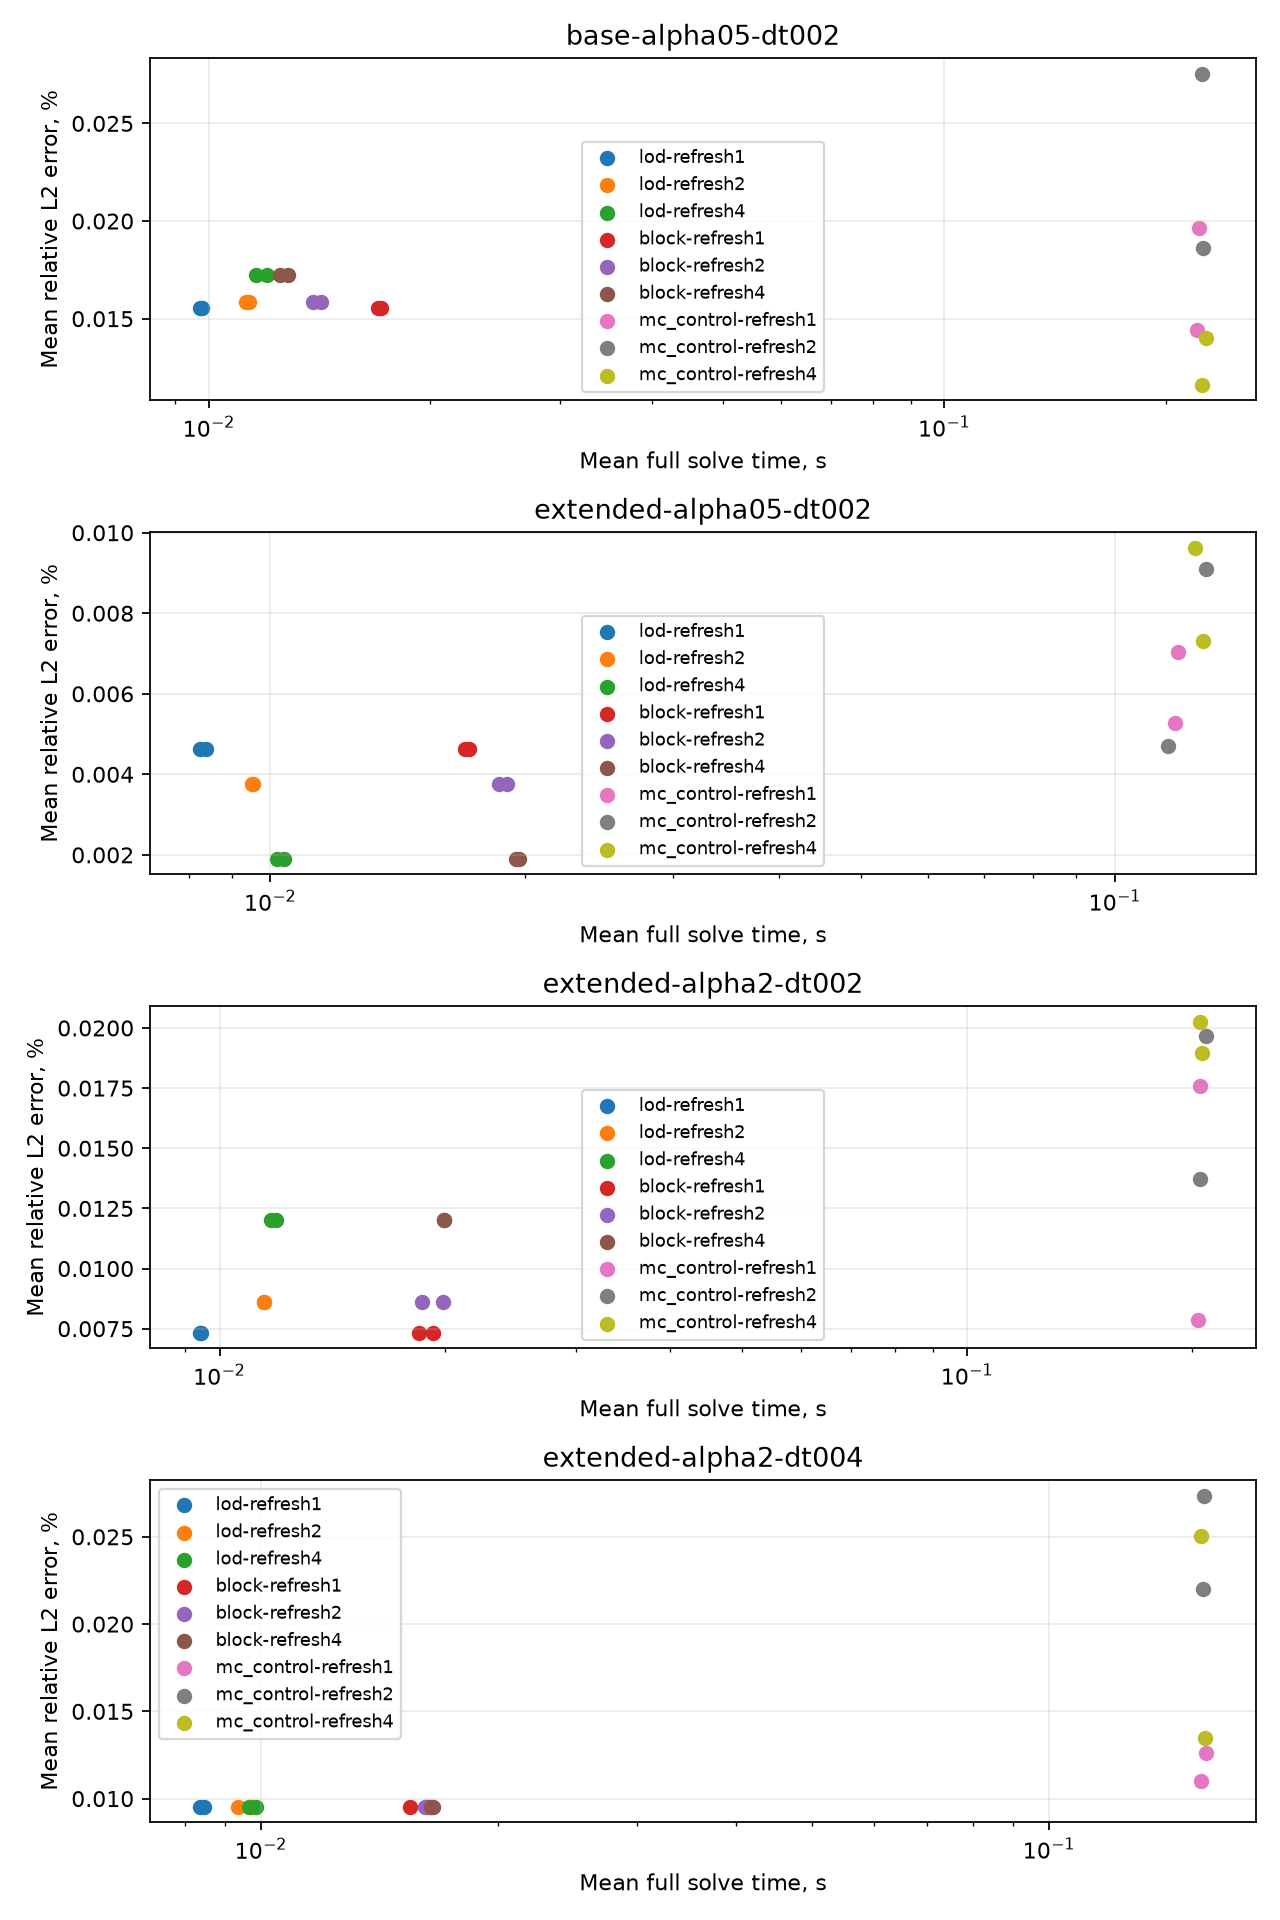 base-alpha05-dt002
Mean relative L2 error, %
0.025
0.020
0.015
lod-refresh1
lod-refresh2
lod-refresh4
block-refresh1
block-refresh2
block-refresh4
mc_control-refresh1
mc_control-refresh2
mc_control-refresh4
10⁻² 10⁻¹
Mean full solve time, s
extended-alpha05-dt002
Mean relative L2 error, %
0.010
0.008
0.006
0.004
0.002
lod-refresh1
lod-refresh2
lod-refresh4
block-refresh1
block-refresh2
block-refresh4
mc_control-refresh1
mc_control-refresh2
mc_control-refresh4
10⁻² 10⁻¹
Mean full solve time, s
extended-alpha2-dt002
Mean relative L2 error, %
0.0200
0.0175
0.0150
0.0125
0.0100
0.0075
lod-refresh1
lod-refresh2
lod-refresh4
block-refresh1
block-refresh2
block-refresh4
mc_control-refresh1
mc_control-refresh2
mc_control-refresh4
10⁻² 10⁻¹
Mean full solve time, s
extended-alpha2-dt004
Mean relative L2 error, %
0.025
0.020
0.015
0.010
lod-refresh1
lod-refresh2
lod-refresh4
block-refresh1
block-refresh2
block-refresh4
mc_control-refresh1
mc_control-refresh2
mc_control-refresh4
10⁻² 10⁻¹
Mean full solve time, s